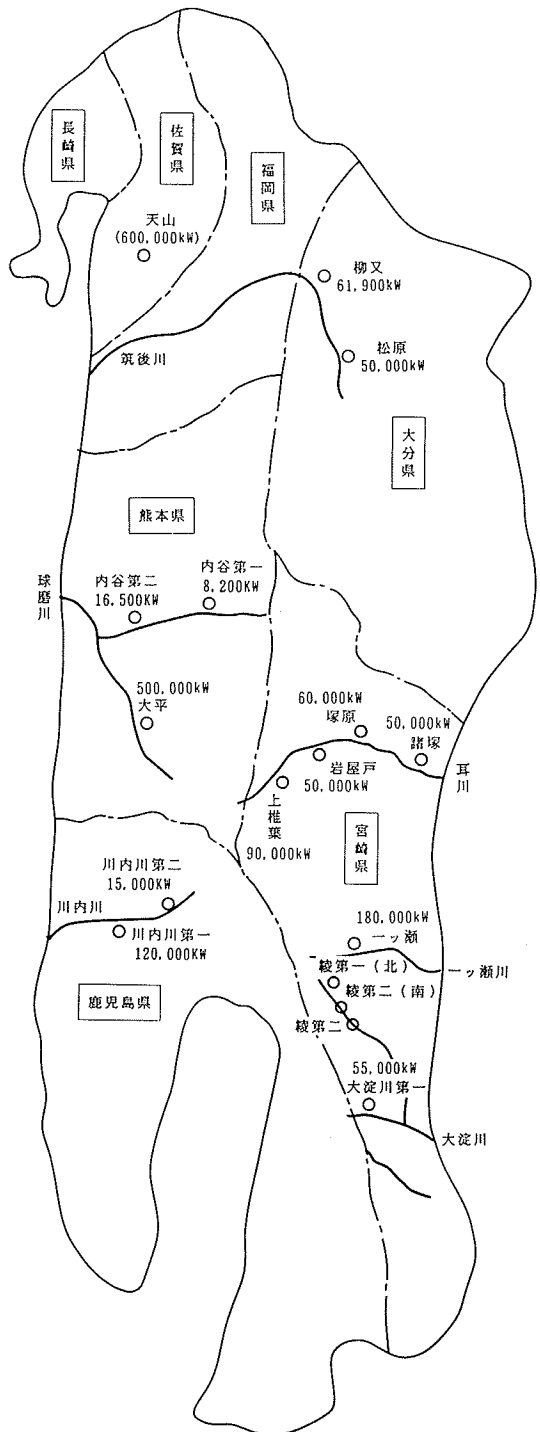 長崎県
佐賀県
福岡県
天山
(600.000kW)
柳又
61.900kW
筑後川
松原
50.000kW
大分県
熊本県
球磨川
内谷第二
16.500KW
内谷第一
8.200KW
500.000kW
大平
60.000kW
塚原
50.000kW
諸塚
耳川
岩屋戸
50.000kW
上椎葉
90.000kW
宮崎県
川内川第二
15.000KW
川内川
川内川第一
120.000KW
鹿児島県
180.000kW
一ッ瀬
一ッ瀬川
綾第一(北)
綾第二(南)
綾第二
55.000kW
大淀川第一
大淀川